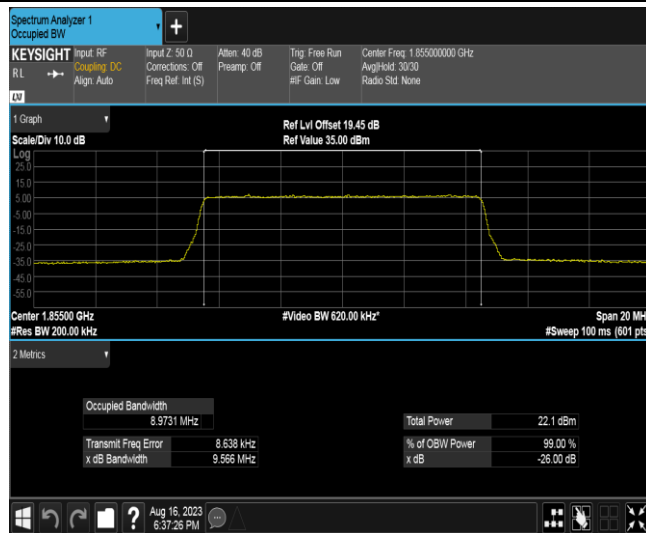 Spectrum Analyzer 1
Occupied BW
+
KEYSIGHT Input: RF Input Z: 50 Ω Atten: 40 dB Trig: Free Run Center Freq: 1.855000000 GHz
RL Coupling: DC Corrections: Off Preamp: Off Gate: Off Avg|Hold: 30/30
Align: Auto Freq Ref: Int (S) #IF Gain: Low Radio Std: None
LXI
1 Graph Ref Lvl Offset 19.45 dB
Scale/Div 10.0 dB Ref Value 35.00 dBm
Log
25.0
15.0
5.00
-5.00
-15.0
-25.0
-35.0
-45.0
-55.0
Center 1.85500 GHz #Video BW 620.00 kHz* Span 20 MH
#Res BW 200.00 kHz #Sweep 100 ms (601 pts
2 Metrics
Occupied Bandwidth
8.9731 MHz Total Power 22.1 dBm
Transmit Freq Error 8.638 kHz % of OBW Power 99.00 %
x dB Bandwidth 9.566 MHz x dB -26.00 dB
? Aug 16, 2023
6:37:26 PM